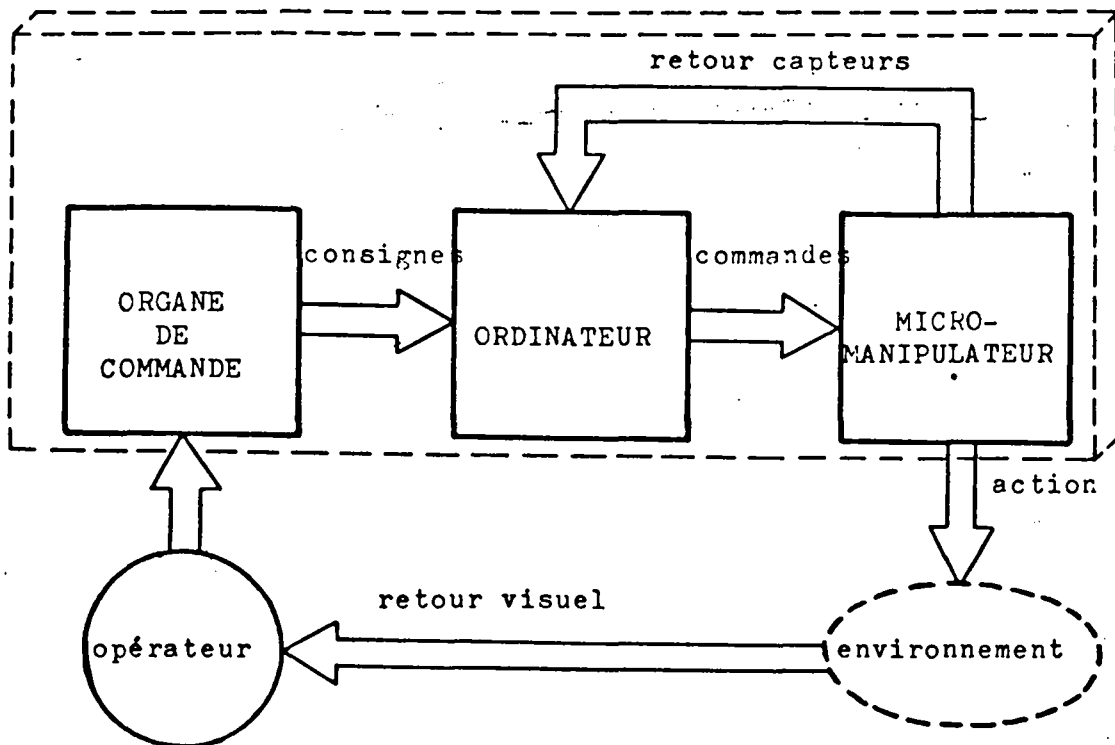 retour capteurs
consignes
commandes
ORGANE
DE
COMMANDE
ORDINATEUR
MICRO-
MANIPULATEUR
action
retour visuel
opérateur
environnement